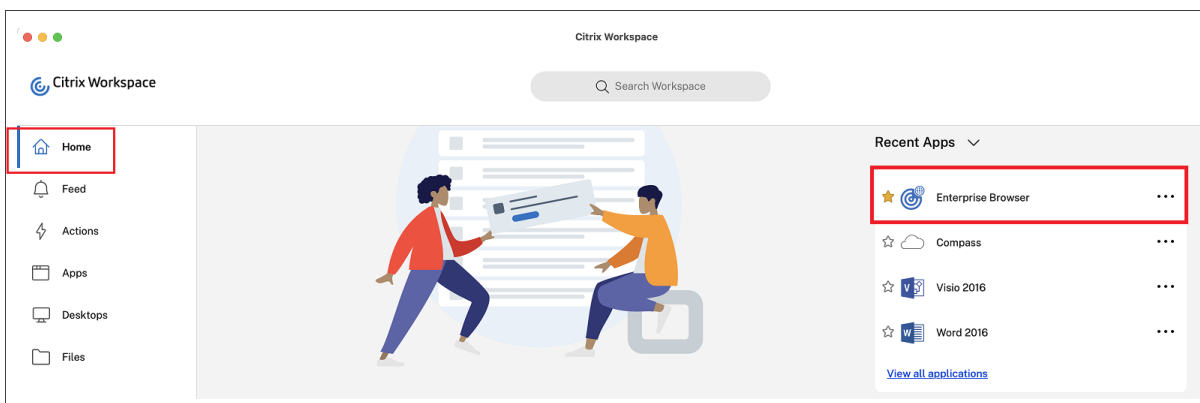 Citrix Workspace
Citrix Workspace
Search Workspace
Home
Feed
Actions
Apps
Desktops
Files
Recent Apps
Enterprise Browser
Compass
Visio 2016
Word 2016
View all applications